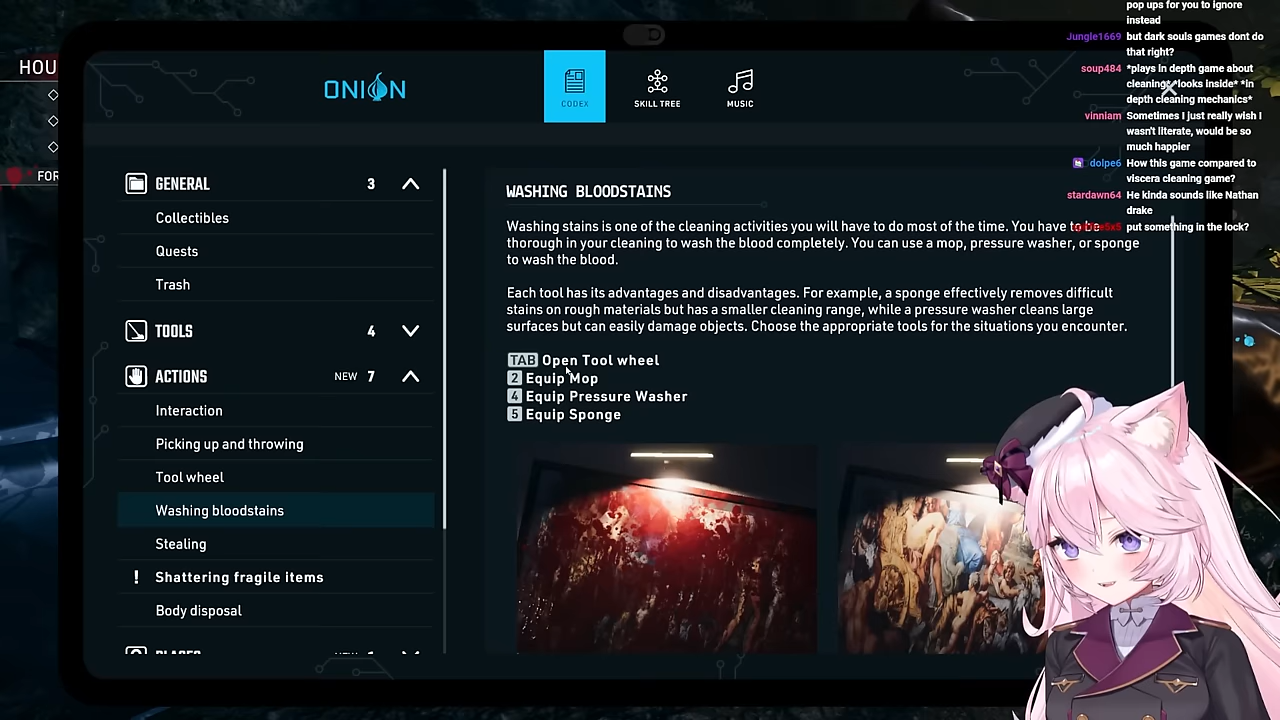 HOU
FOR
ONION
CODEX
SKILL TREE
MUSIC
GENERAL 3
Collectibles
Quests
Trash
TOOLS 4
ACTIONS NEW 7
Interaction
Picking up and throwing
Tool wheel
Washing bloodstains
Stealing
! Shattering fragile items
Body disposal
WASHING BLOODSTAINS
Washing stains is one of the cleaning activities you will have to do most of the time. You have to be
thorough in your cleaning to wash the blood completely. You can use a mop, pressure washer, or sponge
to wash the blood.
Each tool has its advantages and disadvantages. For example, a sponge effectively removes difficult
stains on rough materials but has a smaller cleaning range, while a pressure washer cleans large
surfaces but can easily damage objects. Choose the appropriate tools for the situations you encounter.
TAB Open Tool wheel
2 Equip Mop
4 Equip Pressure Washer
5 Equip Sponge
pop ups for you to ignore
instead
Jungle1669 but dark souls games dont do
that right?
soup484 *plays in depth game about
cleaning* *looks inside* *in
depth cleaning mechanics*
vinniam Sometimes I just really wish I
wasn't literate, would be so
much happier
dolpe6 How this game compared to
viscera cleaning game?
stardawn64 He kinda sounds like Nathan
drake
put something in the lock?